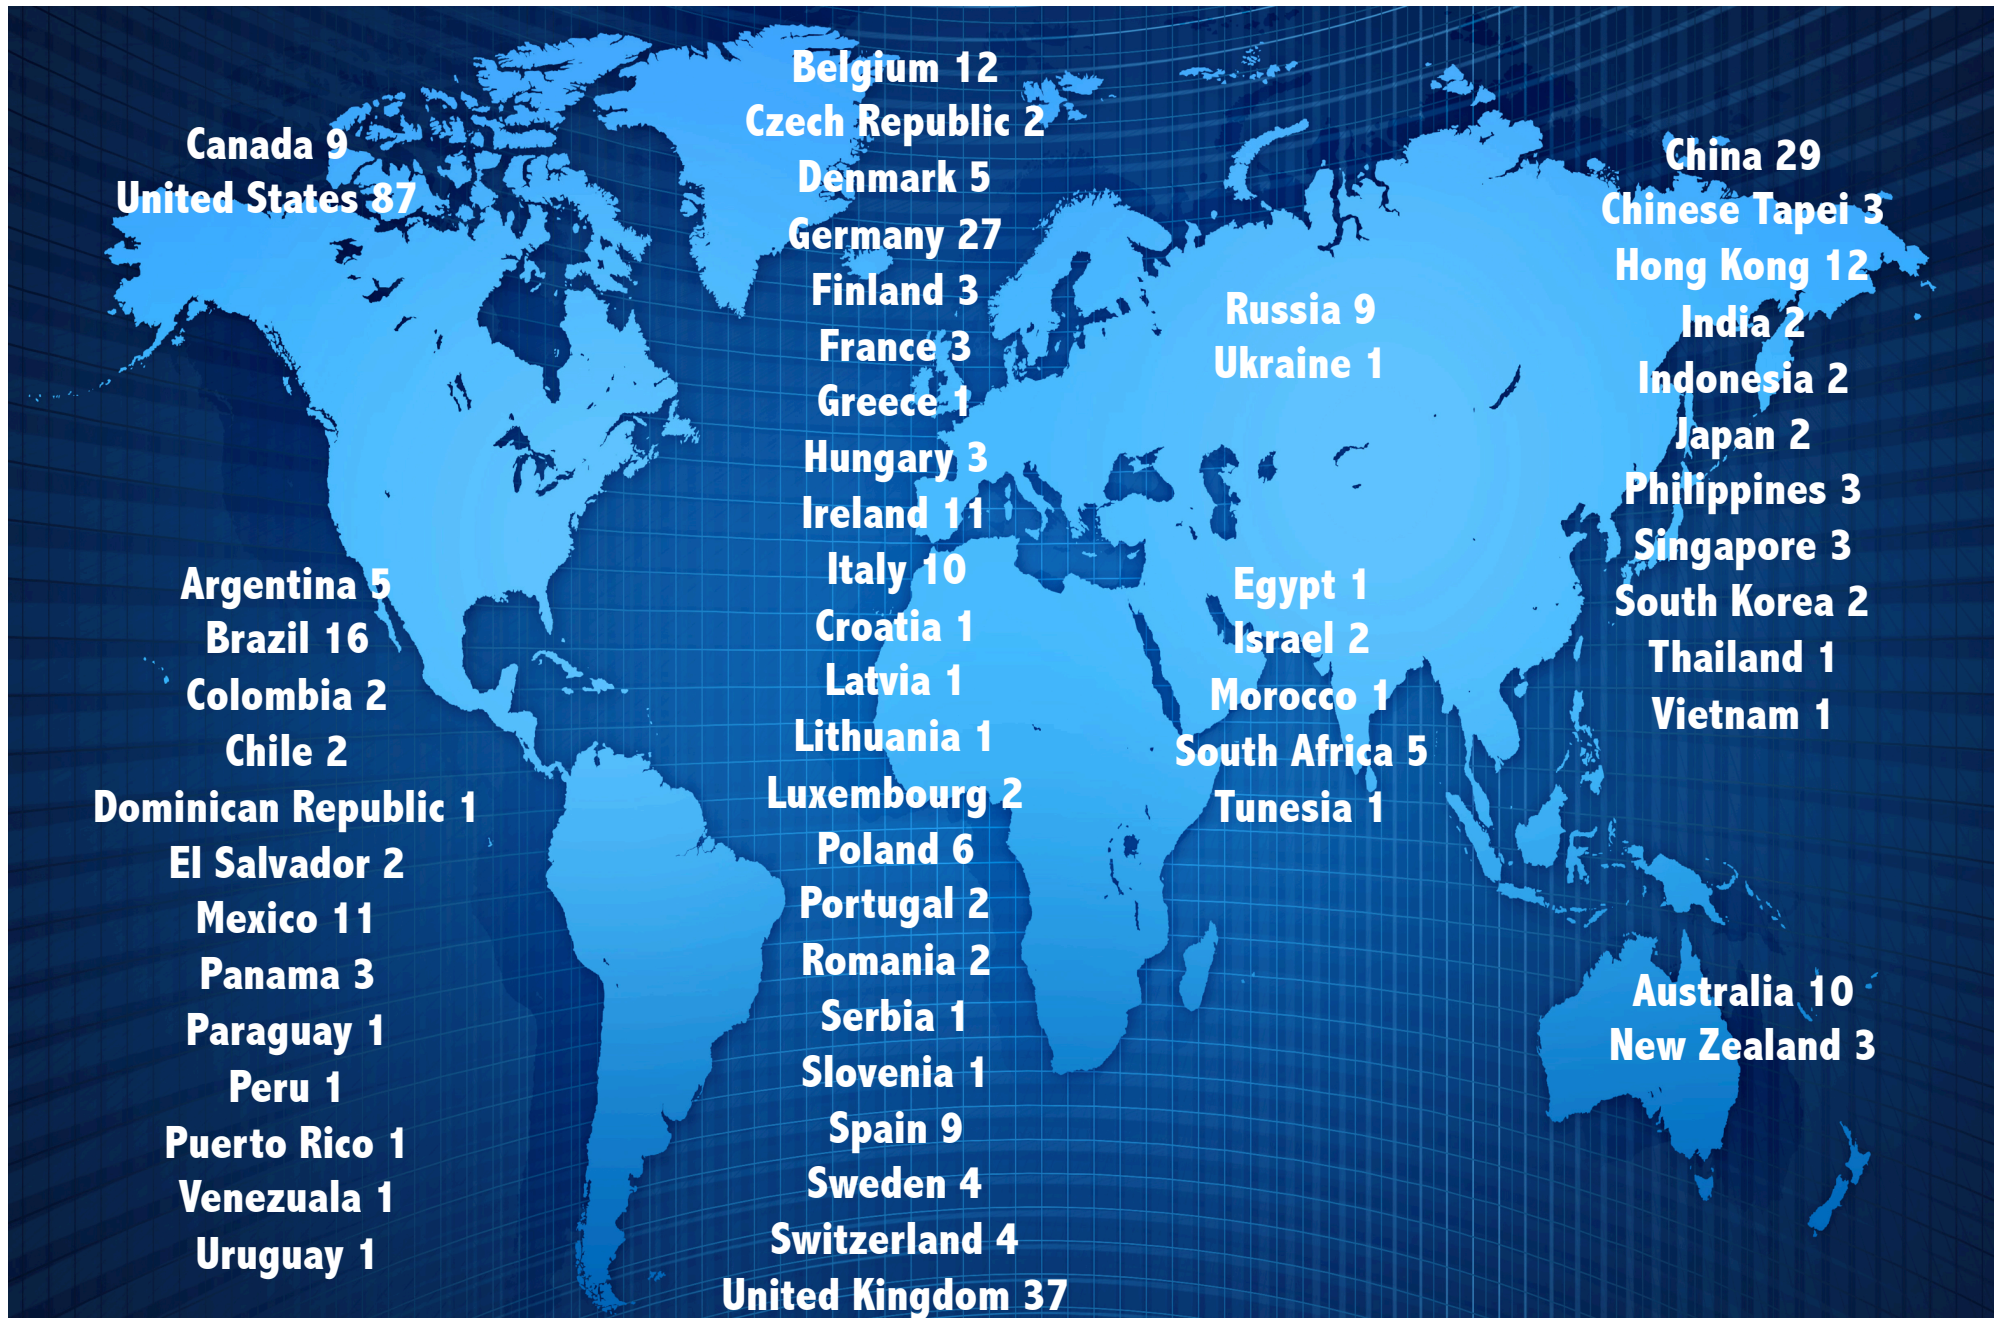 Canada 9
United States 87
Argentina 5
Brazil 16
Colombia 2
Chile 2
Dominican Republic 1
El Salvador 2
Mexico 11
Panama 3
Paraguay 1
Peru 1
Puerto Rico 1
Venezuala 1
Uruguay 1
Belgium 12
Czech Republic 2
Denmark 5
Germany 27
Finland 3
France 3
Greece 1
Hungary 3
Ireland 11
Italy 10
Croatia 1
Latvia 1
Lithuania 1
Luxembourg 2
Poland 6
Portugal 2
Romania 2
Serbia 1
Slovenia 1
Spain 9
Sweden 4
Switzerland 4
United Kingdom 37
Russia 9
Ukraine 1
Egypt 1
Israel 2
Morocco 1
South Africa 5
Tunesia 1
China 29
Chinese Tapei 3
Hong Kong 12
India 2
Indonesia 2
Japan 2
Philippines 3
Singapore 3
South Korea 2
Thailand 1
Vietnam 1
Australia 10
New Zealand 3